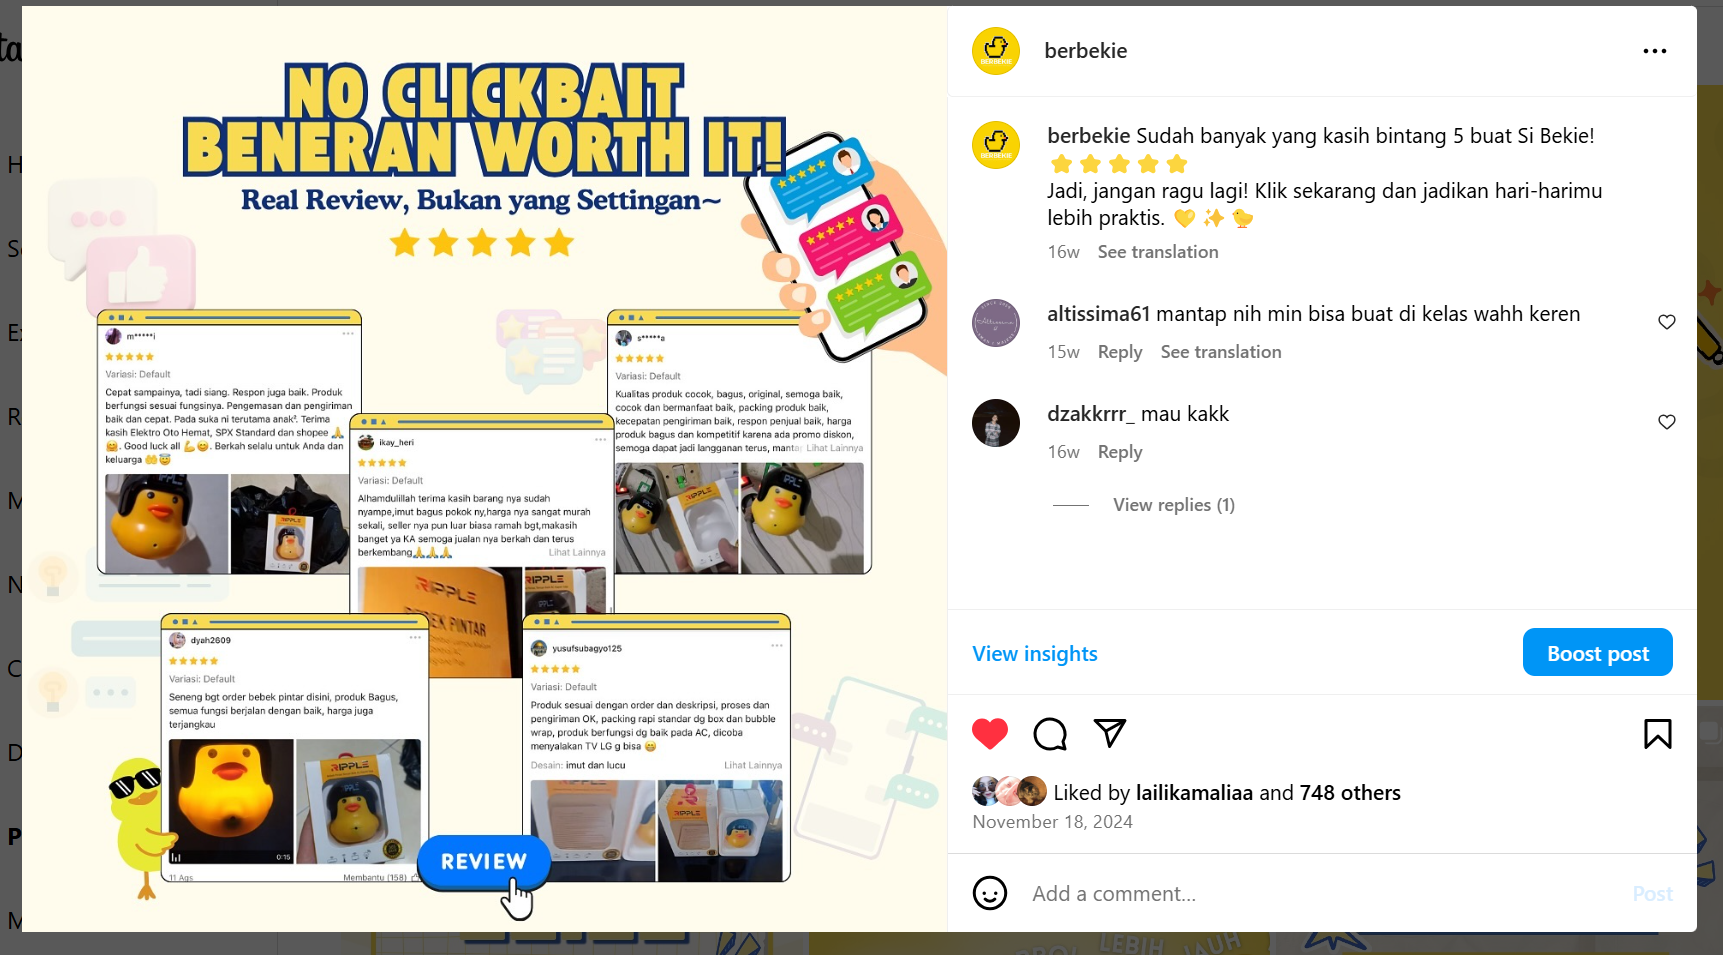 NO CLICKBAIT
BENERAN WORTH IT!
Real Review, Bukan yang Settingan~
m*****i
Variasi: Default
Cepat sampainya, tadi siang. Respon juga baik. Produk
berfungsi sesuai fungsinya. Pengemasan dan pengiriman
baik dan cepat. Pada suka ni terutama anak². Terima
kasih Elektro Oto Hemat, SPX Standard dan shopee 🙏
🤗. Good luck all 💪😊. Berkah selalu untuk Anda dan
keluarga 🤲😇
RIPPLE
ikay_heri
Variasi: Default
Alhamdulillah terima kasih barang nya sudah
nyampe,imut bagus pokok ny,harga nya sangat murah
sekali, seller nya pun luar biasa ramah bgt,makasih
banget ya KA semoga jualan nya berkah dan terus
berkembang🙏🙏🙏 Lihat Lainnya
RIPPLE
BEBEK PINTAR
RIPPLE
s*****a
Variasi: Default
Kualitas produk cocok, bagus, original, semoga baik,
cocok dan bermanfaat baik, packing produk baik,
kecepatan pengiriman baik, respon penjual baik, harga
produk bagus dan kompetitif karena ada promo diskon,
semoga dapat jadi langganan terus, mantap Lihat Lainnya
RIPPLE
dyah2609
Variasi: Default
Seneng bgt order bebek pintar disini, produk Bagus,
semua fungsi berjalan dengan baik, harga juga
terjangkau
0:15
RIPPLE
11 Ags Membantu (158)
yusufsubagyo125
Variasi: Default
Produk sesuai dengan order dan deskripsi, proses dan
pengiriman OK, packing rapi standar dg box dan bubble
wrap, produk berfungsi dg baik pada AC, dicoba
menyalakan TV LG g bisa 😁
Desain: imut dan lucu Lihat Lainnya
RIPPLE
REVIEW
berbekie
berbekie Sudah banyak yang kasih bintang 5 buat Si Bekie!
⭐⭐⭐⭐⭐
Jadi, jangan ragu lagi! Klik sekarang dan jadikan hari-harimu
lebih praktis. 💛✨🐤
16w See translation
altissima61 mantap nih min bisa buat di kelas wahh keren
15w Reply See translation
dzakkrrr_ mau kakk
16w Reply
View replies (1)
View insights
Boost post
Liked by lailikamaliaa and 748 others
November 18, 2024
Add a comment...
Post
LEBIH JAUH